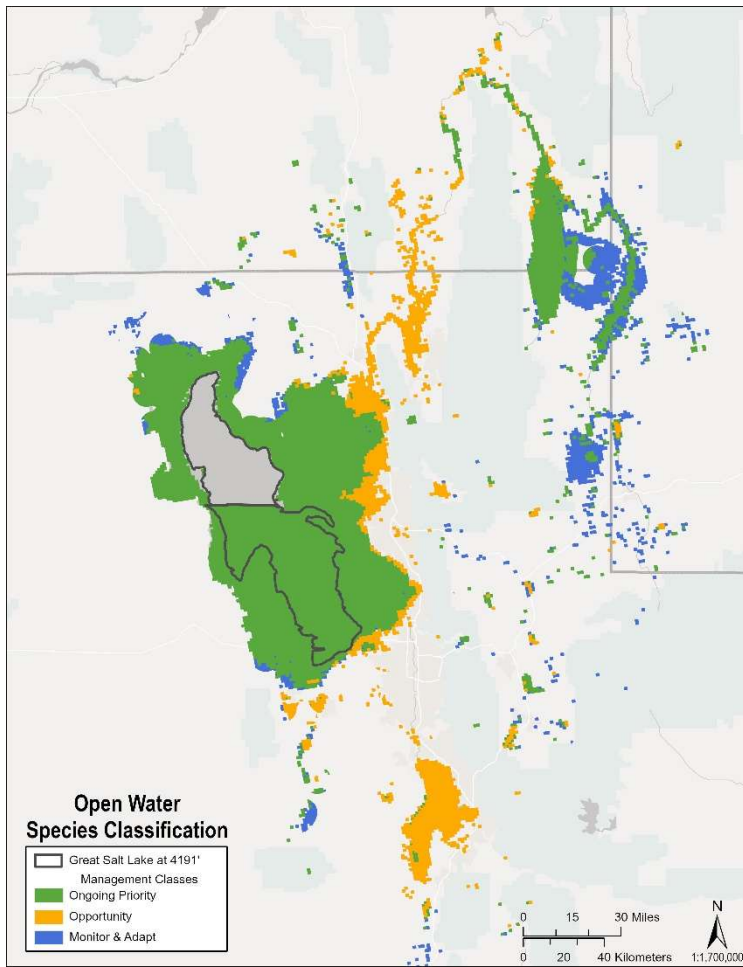 Open Water
Species Classification
Great Salt Lake at 4191'
Management Classes
Ongoing Priority
Opportunity
Monitor & Adapt
0 15 30 Miles
0 20 40 Kilometers
N
1:1,700,000